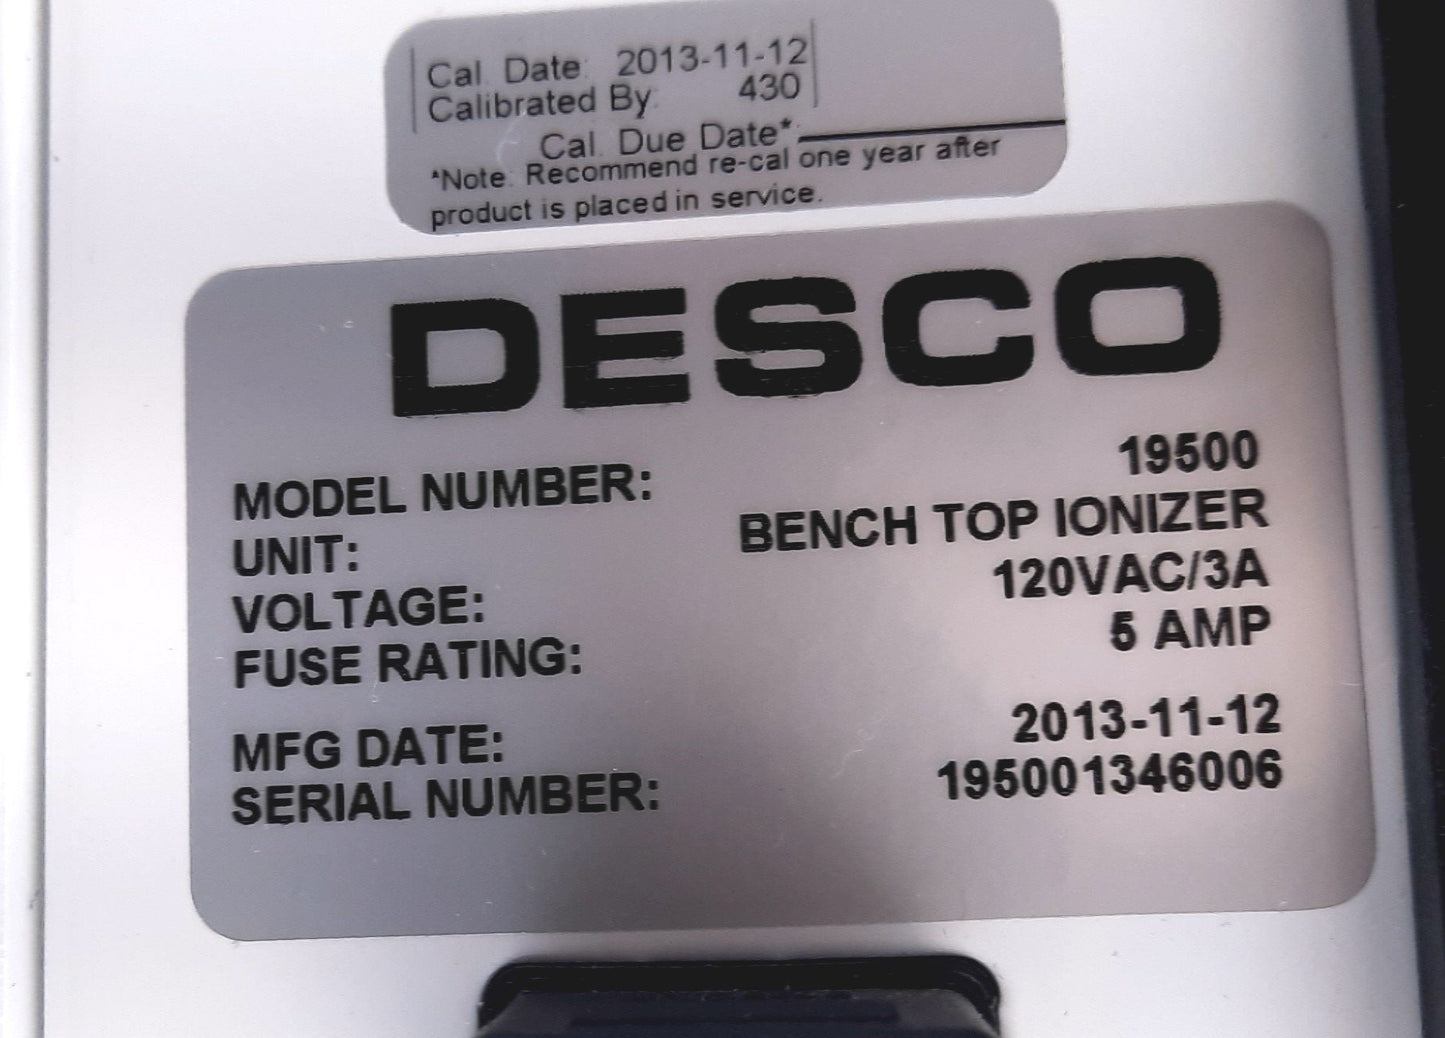 Cal. Date: 2013-11-12
Calibrated By: 430
Cal. Due Date*:
*Note: Recommend re-cal one year after
product is placed in service.
DESCO
MODEL NUMBER: 19500
UNIT: BENCH TOP IONIZER
VOLTAGE: 120VAC/3A
FUSE RATING: 5 AMP
MFG DATE: 2013-11-12
SERIAL NUMBER: 195001346006